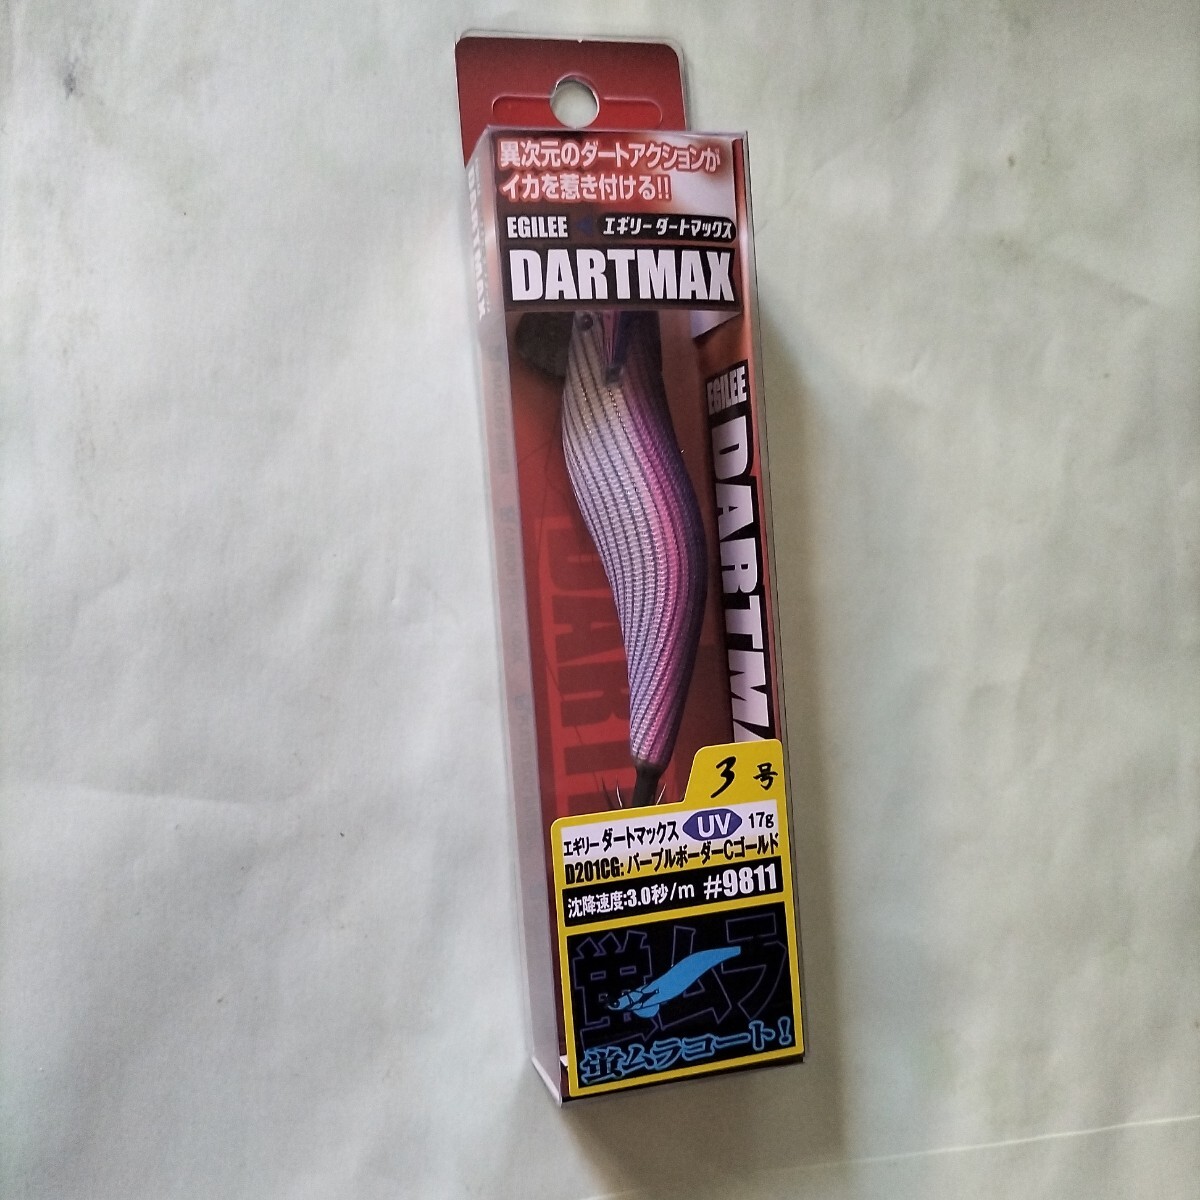 異次元のダートアクションが
イカを惹き付ける!!
EGILEE エギリー ダートマックス
DARTMAX
DARTMAX
EGILEE
DARTMA
DARTM
3号
エギリー ダートマックス UV 17g
D201CG:パープルボーダーCゴールド
沈降速度:3.0秒/m #9811
蛍ムラ
蛍ムラコート!